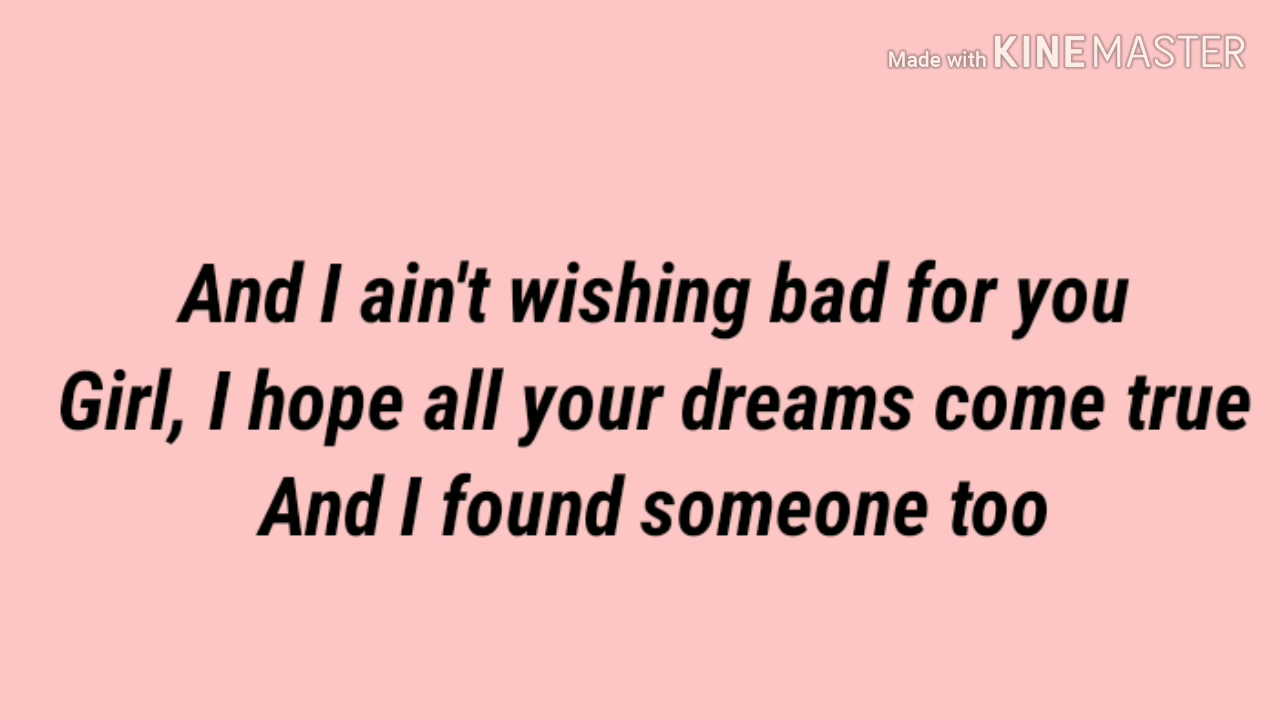 Made with KINEMASTER
And I ain't wishing bad for you
Girl, I hope all your dreams come true
And I found someone too